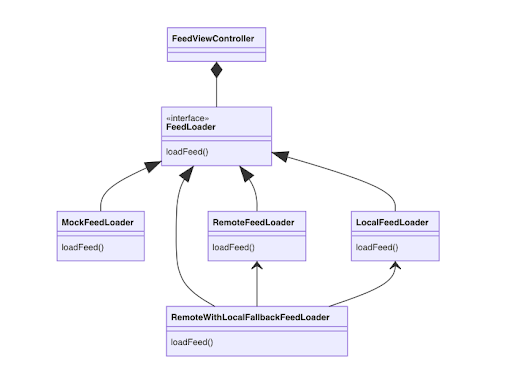 FeedViewController
«interface»
FeedLoader
loadFeed()
MockFeedLoader
loadFeed()
RemoteFeedLoader
loadFeed()
LocalFeedLoader
loadFeed()
RemoteWithLocalFallbackFeedLoader
loadFeed()